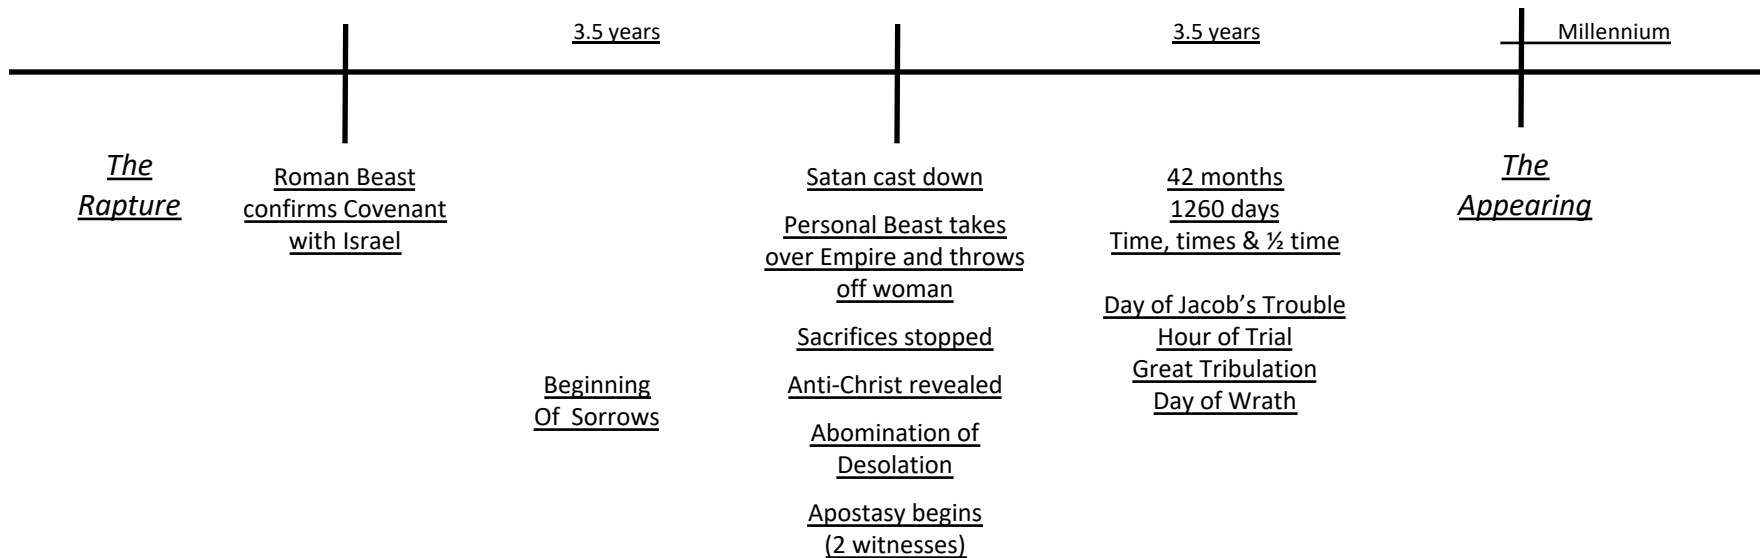 3.5 years
3.5 years
Millennium
The
Rapture
Roman Beast
confirms Covenant
with Israel
Beginning
Of Sorrows
Satan cast down
Personal Beast takes
over Empire and throws
off woman
Sacrifices stopped
Anti-Christ revealed
Abomination of
Desolation
Apostasy begins
(2 witnesses)
42 months
1260 days
Time, times & ½ time
Day of Jacob’s Trouble
Hour of Trial
Great Tribulation
Day of Wrath
The
Appearing